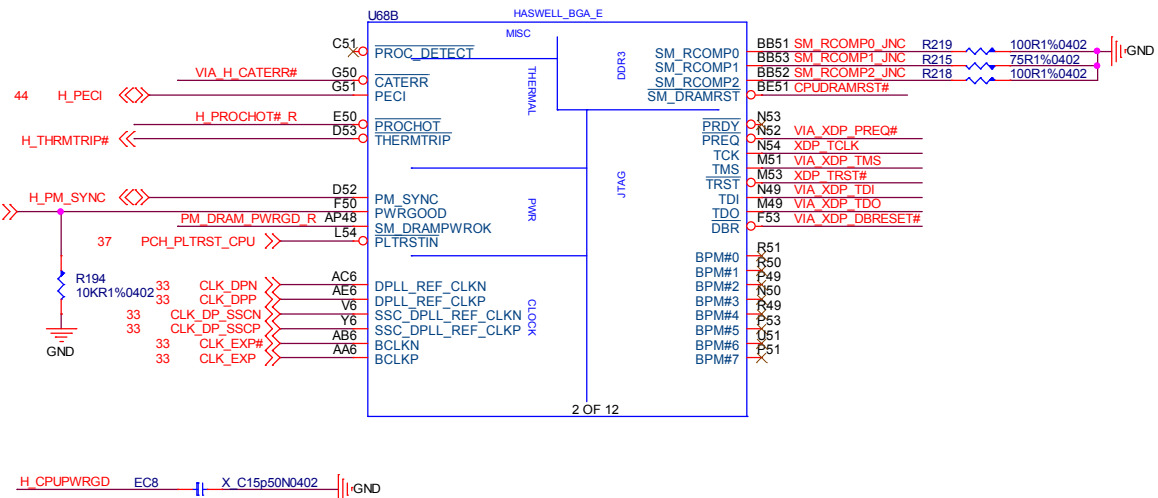 U68B
HASWELL_BGA_E
MISC
THERMAL
PWR
CLOCK
DDR3
JTAG
C51 PROC_DETECT
VIA_H_CATERR# G50 CATERR
44 H_PECI G51 PECI
H_PROCHOT#_R E50 PROCHOT
H_THRMTRIP# D53 THERMTRIP
H_PM_SYNC D52 PM_SYNC
F50 PWRGOOD
PM_DRAM_PWRGD_R AP48 SM_DRAMPWROK
37 PCH_PLTRST_CPU L54 PLTRSTIN
R194
10KR1%0402
GND
33 CLK_DPN AC6 DPLL_REF_CLKN
33 CLK_DPP AE6 DPLL_REF_CLKP
33 CLK_DP_SSCN V6 SSC_DPLL_REF_CLKN
33 CLK_DP_SSCP Y6 SSC_DPLL_REF_CLKP
33 CLK_EXP# AB6 BCLKN
33 CLK_EXP AA6 BCLKP
SM_RCOMP0 BB51 SM_RCOMP0_JNC R219 100R1%0402 GND
SM_RCOMP1 BB53 SM_RCOMP1_JNC R215 75R1%0402
SM_RCOMP2 BB52 SM_RCOMP2_JNC R218 100R1%0402
SM_DRAMRST BE51 CPUDRAMRST#
PRDY N53
PREQ N52 VIA_XDP_PREQ#
TCK N54 XDP_TCLK
TMS M51 VIA_XDP_TMS
TRST M53 XDP_TRST#
TDI N49 VIA_XDP_TDI
TDO M49 VIA_XDP_TDO
DBR F53 VIA_XDP_DBRESET#
BPM#0 R51
BPM#1 R50
BPM#2 P49
BPM#3 N50
BPM#4 R49
BPM#5 P53
BPM#6 U51
BPM#7 P51
2 OF 12
H_CPUPWRGD EC8 X_C15p50N0402 GND